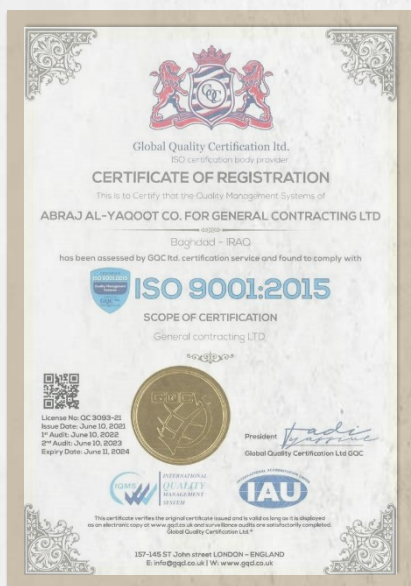 GQC
Global Quality Certification ltd.
ISO certification body provider
CERTIFICATE OF REGISTRATION
This is to Certify that the Quality Management Systems of
ABRAJ AL-YAQOOT CO. FOR GENERAL CONTRACTING LTD
Baghdad - IRAQ
has been assessed by GQC ltd. certification service and found to comply with
ISO 9001:2015
Quality Management
ISO 9001:2015
SCOPE OF CERTIFICATION
General contracting LTD
License No: QC 3093-21
Issue Date: June 10, 2021
1st Audit: June 10, 2022
2nd Audit: June 10, 2023
Expiry Date: June 11, 2024
President
Global Quality Certification Ltd GQC
IQMS
INTERNATIONAL
QUALITY
MANAGEMENT
SYSTEM
IAU
This certificate verifies the original certificate issued and is valid as long as it is displayed
as an electronic copy at www.gqd.co.uk and surveillance audits are satisfactorily completed.
Global Quality Certification Ltd.
157-145 ST John street LONDON - ENGLAND
E: info@gqd.co.uk | W: www.gqd.co.uk